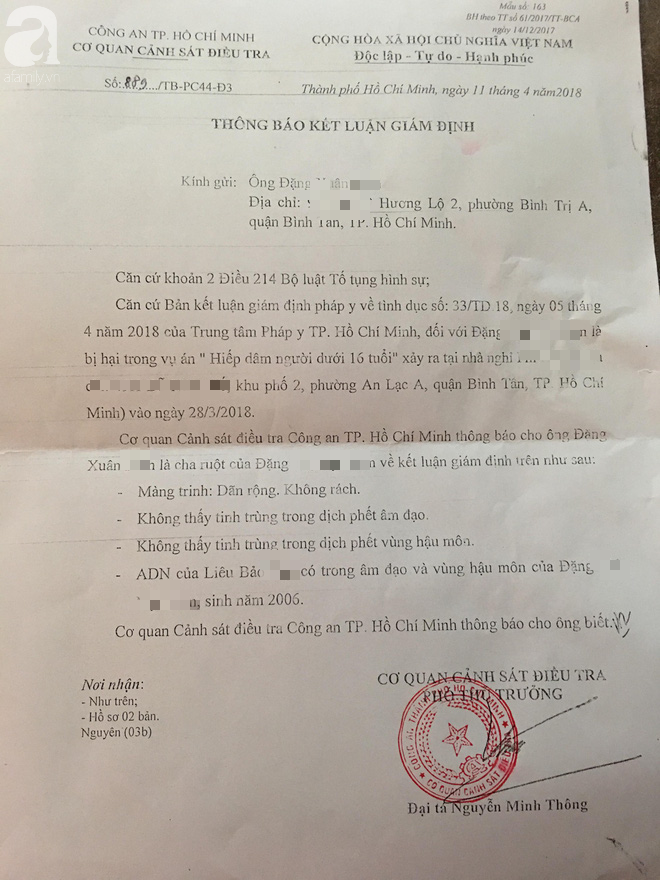 Mẫu số: 163
BH theo TT số 61/2017/TT-BCA
ngày 14/12/2017
CÔNG AN TP. HỒ CHÍ MINH
CƠ QUAN CẢNH SÁT ĐIỀU TRA
CỘNG HÒA XÃ HỘI CHỦ NGHĨA VIỆT NAM
Độc lập - Tự do - Hạnh phúc
afamily.vn
Số: 889.../TB-PC44-Đ3
Thành phố Hồ Chí Minh, ngày 11 tháng 4 năm2018
THÔNG BÁO KẾT LUẬN GIÁM ĐỊNH
Kính gửi: Ông Đặng
Địa chỉ: Hương Lộ 2, phường Bình Trị A,
quận Bình Tân, TP. Hồ Chí Minh.
Căn cứ khoản 2 Điều 214 Bộ luật Tố tụng hình sự;
Căn cứ Bản kết luận giám định pháp y về tình dục số: 33/TD.18, ngày 05 tháng
4 năm 2018 của Trung tâm Pháp y TP. Hồ Chí Minh, đối với Đặng là
bị hại trong vụ án " Hiếp dâm người dưới 16 tuổi" xảy ra tại nhà nghỉ
khu phố 2, phường An Lạc A, quận Bình Tân, TP. Hồ Chí
Minh) vào ngày 28/3/2018.
Cơ quan Cảnh sát điều tra Công an TP. Hồ Chí Minh thông báo cho ông Đặng
Xuân là cha ruột của Đặng về kết luận giám định trên như sau:
- Màng trinh: Dãn rộng. Không rách.
- Không thấy tinh trùng trong dịch phết âm đạo.
- Không thấy tinh trùng trong dịch phết vùng hậu môn.
- ADN của Liêu Bảo có trong âm đạo và vùng hậu môn của Đặng
, sinh năm 2006.
Cơ quan Cảnh sát điều tra Công an TP. Hồ Chí Minh thông báo cho ông biết.
Nơi nhận:
- Như trên;
- Hồ sơ 02 bản.
Nguyên (03b)
CƠ QUAN CẢNH SÁT ĐIỀU TRA
PHÓ THỦ TRƯỞNG
Đại tá Nguyễn Minh Thông